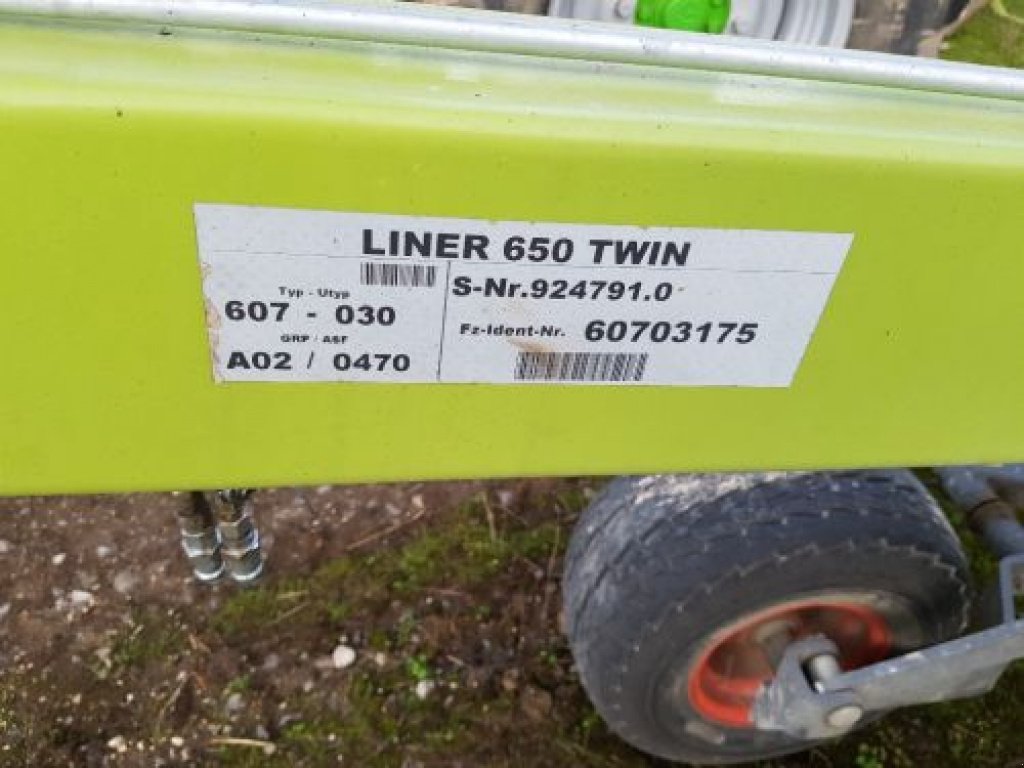 LINER 650 TWIN
Typ - Utyp
607 - 030
GRP / ASF
A02 / 0470
S-Nr.924791.0
Fz-Ident-Nr. 60703175